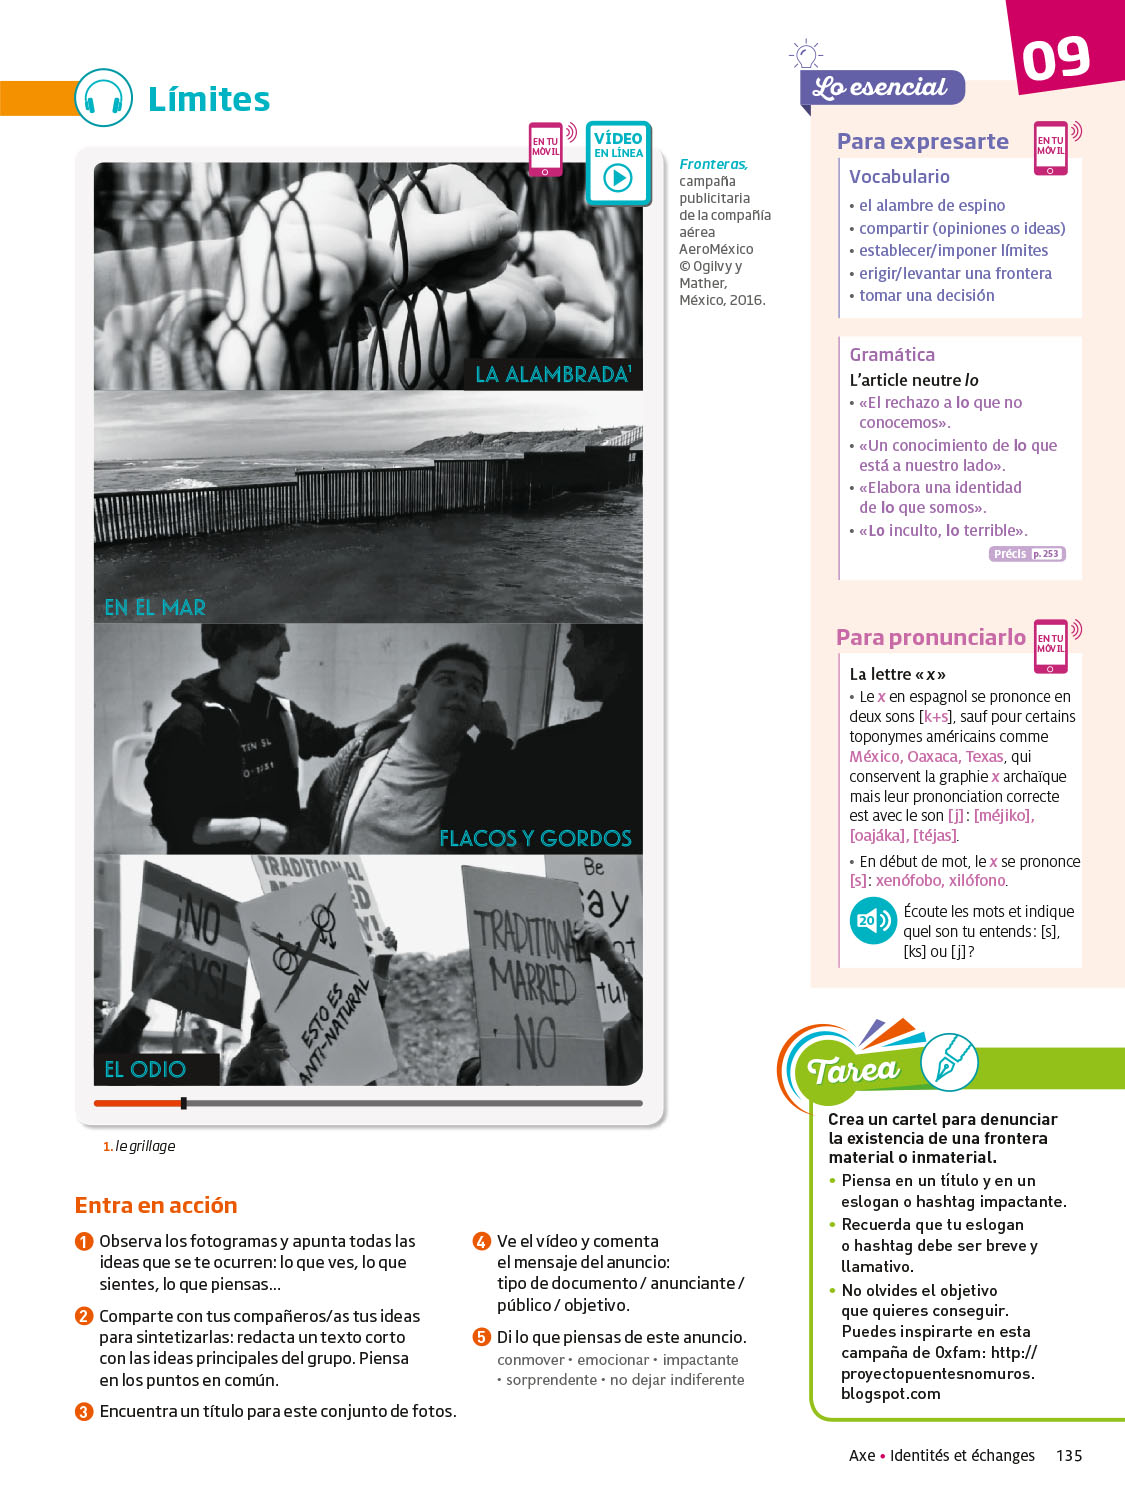 09
Límites
EN TU
MÓVIL
VÍDEO
EN LÍNEA
Fronteras,
campaña
publicitaria
de la compañía
aérea
AeroMéxico
© Ogilvy y
Mather,
México, 2016.
LA ALAMBRADA¹
EN EL MAR
TEN SL
0-1931
FLACOS Y GORDOS
¡NO
TRADITIONAL
ESTO ES
ANTI-NATURAL
TRADITIONAL
MARRIED
NO
Be
say
not
EL ODIO
1. le grillage
Entra en acción
1 Observa los fotogramas y apunta todas las
ideas que se te ocurren: lo que ves, lo que
sientes, lo que piensas...
2 Comparte con tus compañeros/as tus ideas
para sintetizarlas: redacta un texto corto
con las ideas principales del grupo. Piensa
en los puntos en común.
3 Encuentra un título para este conjunto de fotos.
4 Ve el vídeo y comenta
el mensaje del anuncio:
tipo de documento / anunciante /
público / objetivo.
5 Di lo que piensas de este anuncio.
conmover • emocionar • impactante
• sorprendente • no dejar indiferente
Lo esencial
Para expresarte
EN TU
MÓVIL
Vocabulario
• el alambre de espino
• compartir (opiniones o ideas)
• establecer/imponer límites
• erigir/levantar una frontera
• tomar una decisión
Gramática
L'article neutre lo
• «El rechazo a lo que no
conocemos».
• «Un conocimiento de lo que
está a nuestro lado».
• «Elabora una identidad
de lo que somos».
• «Lo inculto, lo terrible».
Précis p. 253
Para pronunciarlo
EN TU
MÓVIL
La lettre « x »
• Le x en espagnol se prononce en
deux sons [k+s], sauf pour certains
toponymes américains comme
México, Oaxaca, Texas, qui
conservent la graphie x archaïque
mais leur prononciation correcte
est avec le son [j] : [méjiko],
[oajáka], [téjas].
• En début de mot, le x se prononce
[s] : xenófobo, xilófono.
20
Écoute les mots et indique
quel son tu entends : [s],
[ks] ou [j] ?
Tarea
Crea un cartel para denunciar
la existencia de una frontera
material o inmaterial.
• Piensa en un título y en un
eslogan o hashtag impactante.
• Recuerda que tu eslogan
o hashtag debe ser breve y
llamativo.
• No olvides el objetivo
que quieres conseguir.
Puedes inspirarte en esta
campaña de Oxfam: http://
proyectopuentesnomuros.
blogspot.com
Axe • Identités et échanges 135